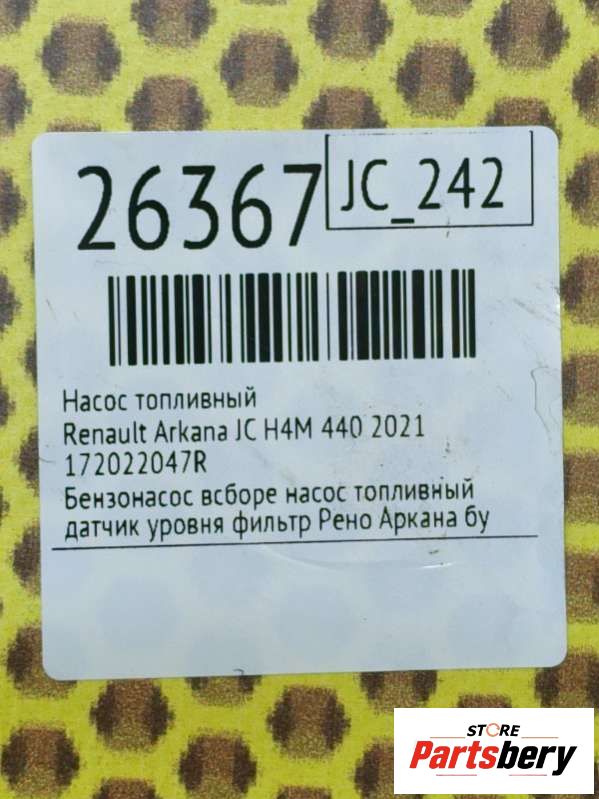 26367
JC_242
Насос топливный
Renault Arkana JC H4M 440 2021
172022047R
Бензонасос всборе насос топливный
датчик уровня фильтр Рено Аркана бу
STORE
Partsbery